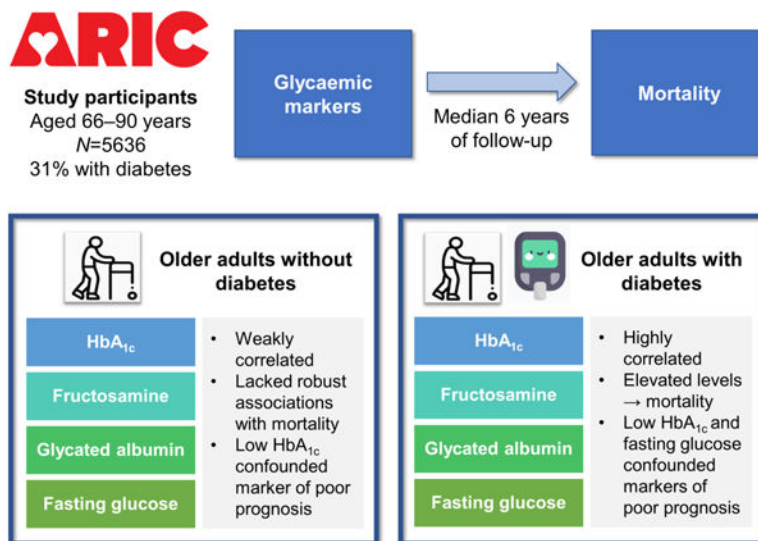 ARIC
Study participants
Aged 66–90 years
N=5636
31% with diabetes
Glycaemic
markers
Median 6 years
of follow-up
Mortality
Older adults without
diabetes
HbA1c
Fructosamine
Glycated albumin
Fasting glucose
• Weakly
correlated
• Lacked robust
associations
with mortality
• Low HbA1c
confounded
marker of poor
prognosis
Older adults with
diabetes
HbA1c
Fructosamine
Glycated albumin
Fasting glucose
• Highly
correlated
• Elevated levels
→ mortality
• Low HbA1c and
fasting glucose
confounded
markers of
poor prognosis